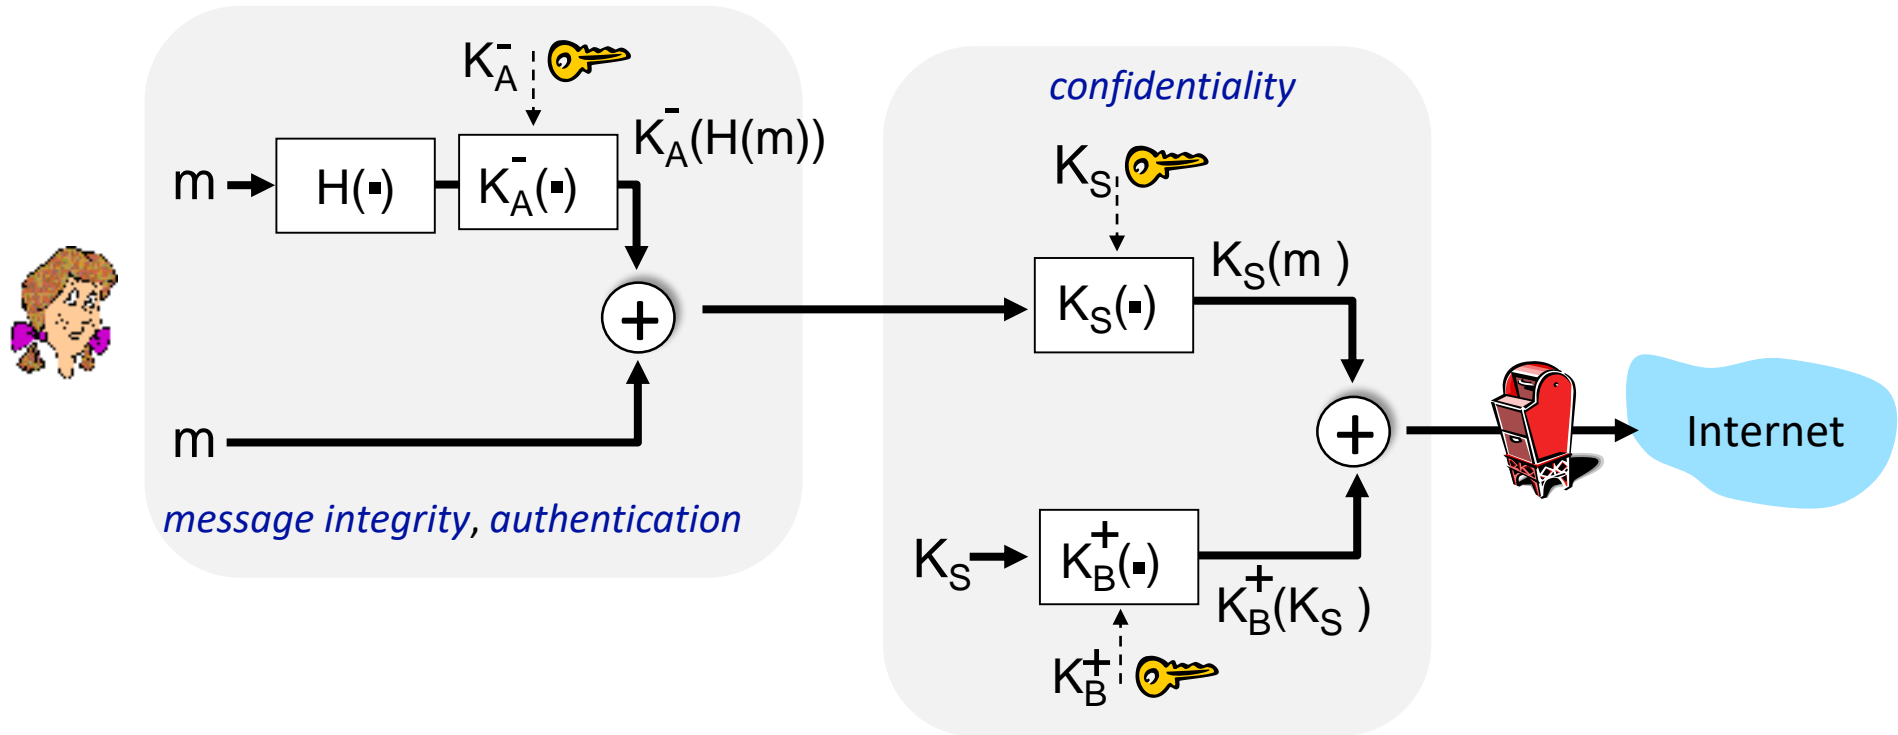 K_A^-
K_A^-(H(m))
m
H(▪)
K_A^-(▪)
+
m
message integrity, authentication
confidentiality
K_S
K_S(▪)
K_S(m )
+
Internet
K_S
K_B^+(▪)
K_B^+(K_S )
K_B^+